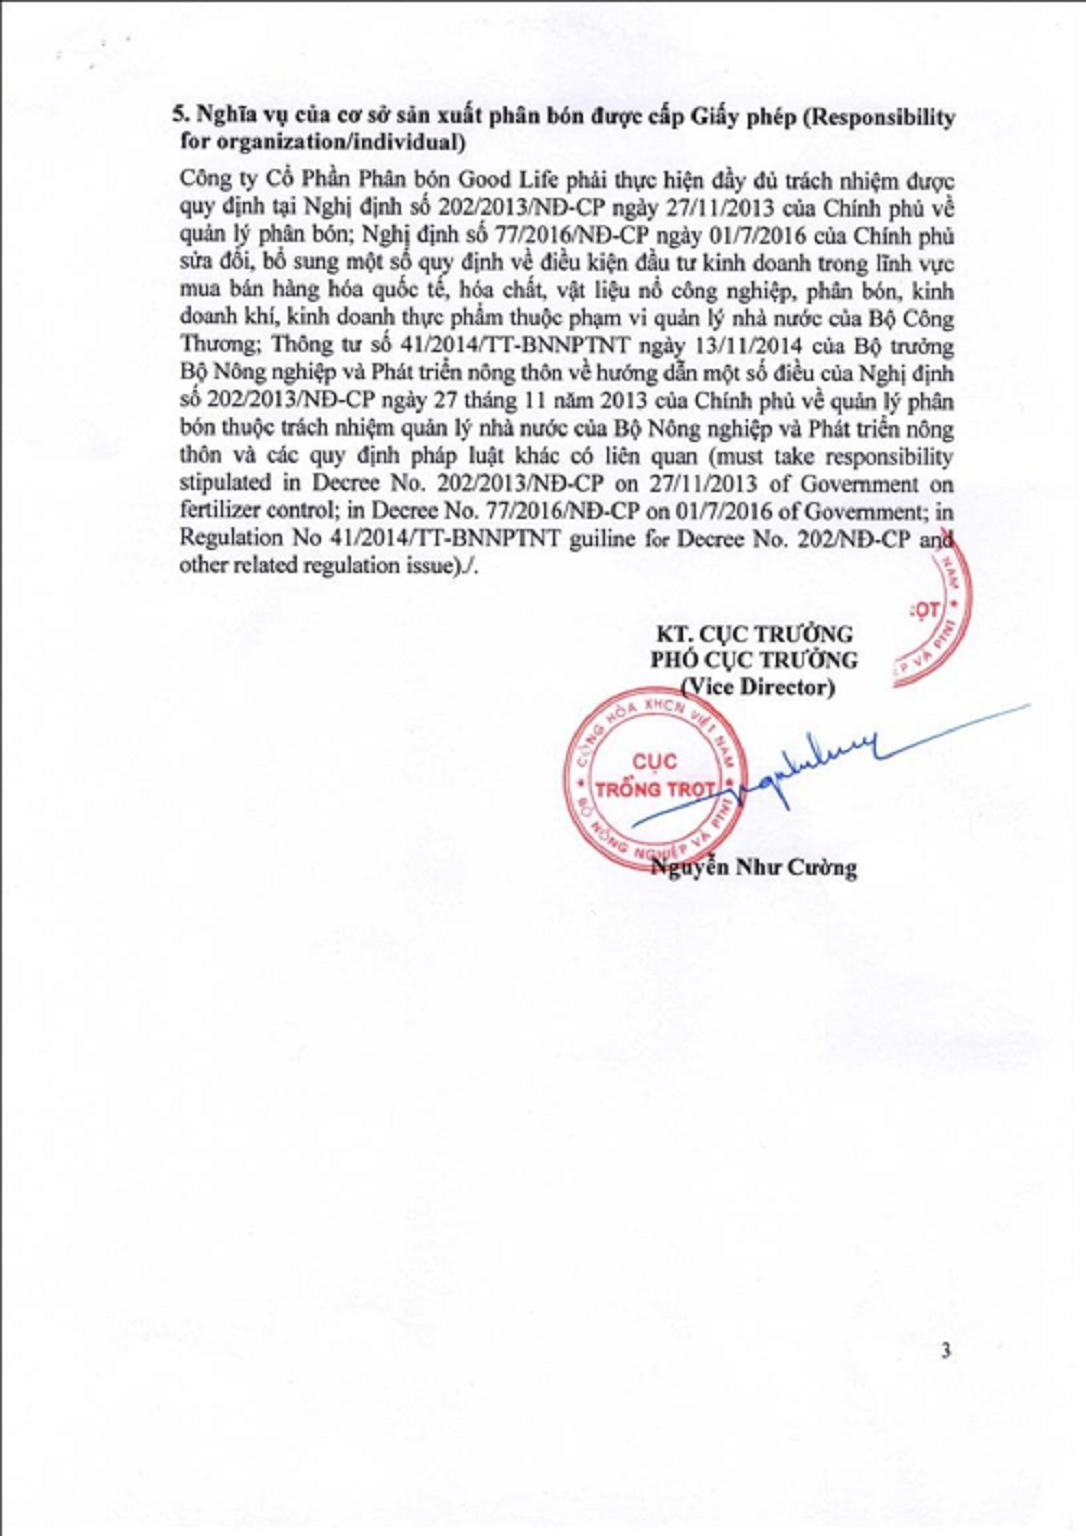 5. Nghĩa vụ của cơ sở sản xuất phân bón được cấp Giấy phép (Responsibility
for organization/individual)
Công ty Cổ Phần Phân bón Good Life phải thực hiện đầy đủ trách nhiệm được
quy định tại Nghị định số 202/2013/NĐ-CP ngày 27/11/2013 của Chính phủ về
quản lý phân bón; Nghị định số 77/2016/NĐ-CP ngày 01/7/2016 của Chính phủ
sửa đổi, bổ sung một số quy định về điều kiện đầu tư kinh doanh trong lĩnh vực
mua bán hàng hóa quốc tế, hóa chất, vật liệu nổ công nghiệp, phân bón, kinh
doanh khí, kinh doanh thực phẩm thuộc phạm vi quản lý nhà nước của Bộ Công
Thương; Thông tư số 41/2014/TT-BNNPTNT ngày 13/11/2014 của Bộ trưởng
Bộ Nông nghiệp và Phát triển nông thôn về hướng dẫn một số điều của Nghị định
số 202/2013/NĐ-CP ngày 27 tháng 11 năm 2013 của Chính phủ về quản lý phân
bón thuộc trách nhiệm quản lý nhà nước của Bộ Nông nghiệp và Phát triển nông
thôn và các quy định pháp luật khác có liên quan (must take responsibility
stipulated in Decree No. 202/2013/NĐ-CP on 27/11/2013 of Government on
fertilizer control; in Decree No. 77/2016/NĐ-CP on 01/7/2016 of Government; in
Regulation No 41/2014/TT-BNNPTNT guiline for Decree No. 202/NĐ-CP and
other related regulation issue)./.
NAM
ỌT
VÀ PTNT
KT. CỤC TRƯỞNG
PHÓ CỤC TRƯỞNG
(Vice Director)
CỘNG HÒA XHCN VIỆT NAM
CỤC
TRỒNG TRỌT
BỘ NÔNG NGHIỆP VÀ PTNT
Nguyễn Như Cường
3